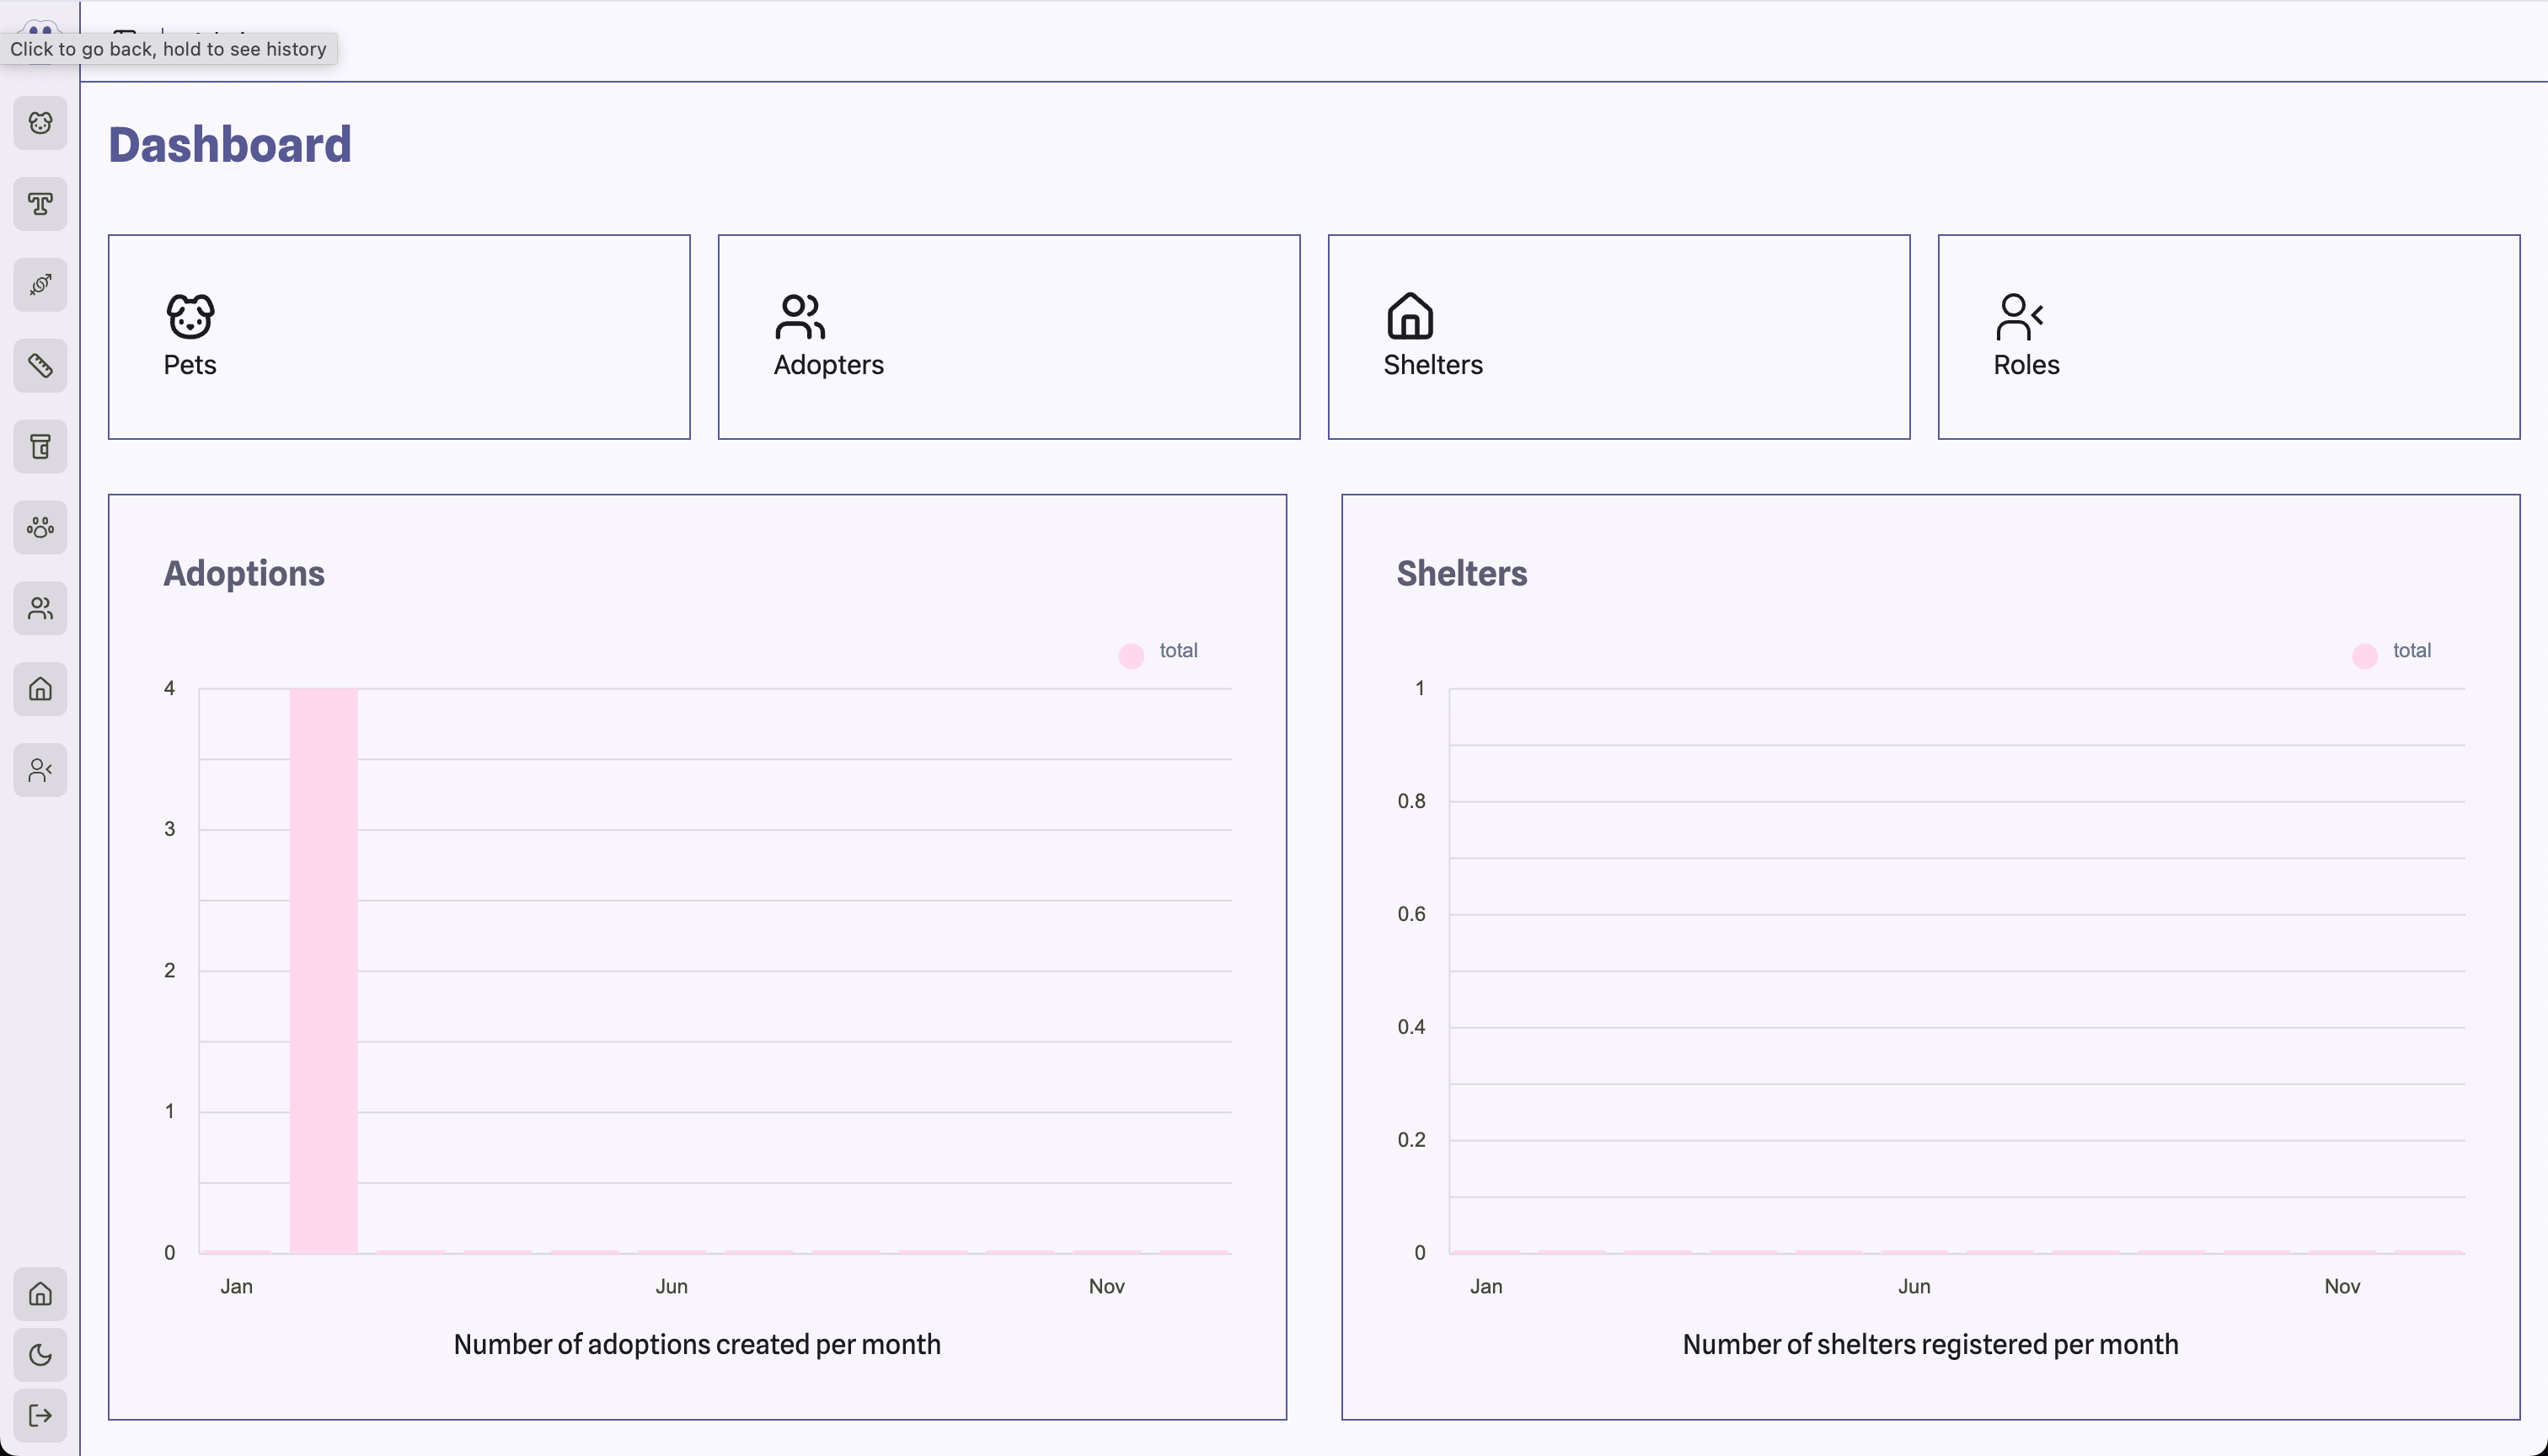 Click to go back, hold to see history
Dashboard
Pets
Adopters
Shelters
Roles
Adoptions
total
4
3
2
1
0
Jan
Jun
Nov
Number of adoptions created per month
Shelters
total
1
0.8
0.6
0.4
0.2
0
Jan
Jun
Nov
Number of shelters registered per month